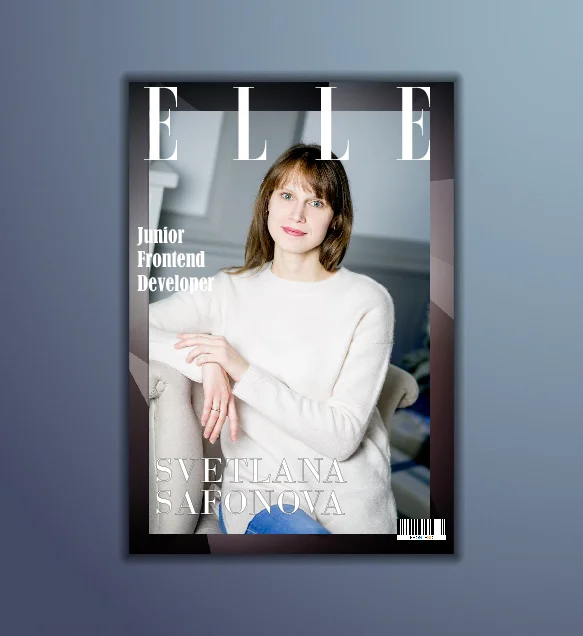 ELLE
Junior
Frontend
Developer
SVETLANA
SAFONOVA